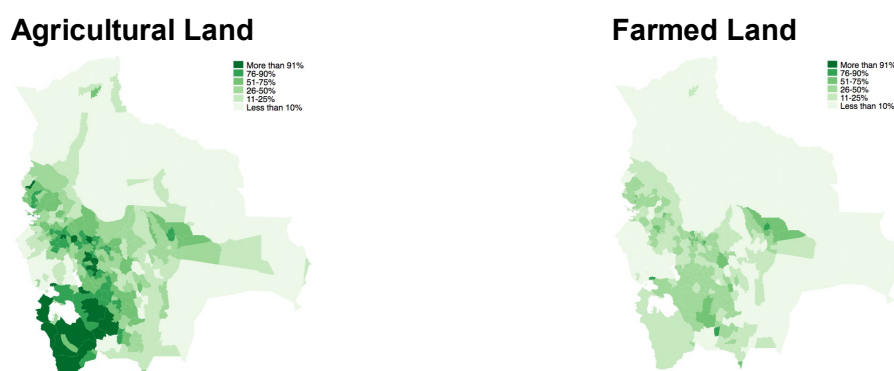 Agricultural Land
More than 91%
76-90%
51-75%
26-50%
11-25%
Less than 10%
Farmed Land
More than 91%
76-90%
51-75%
26-50%
11-25%
Less than 10%